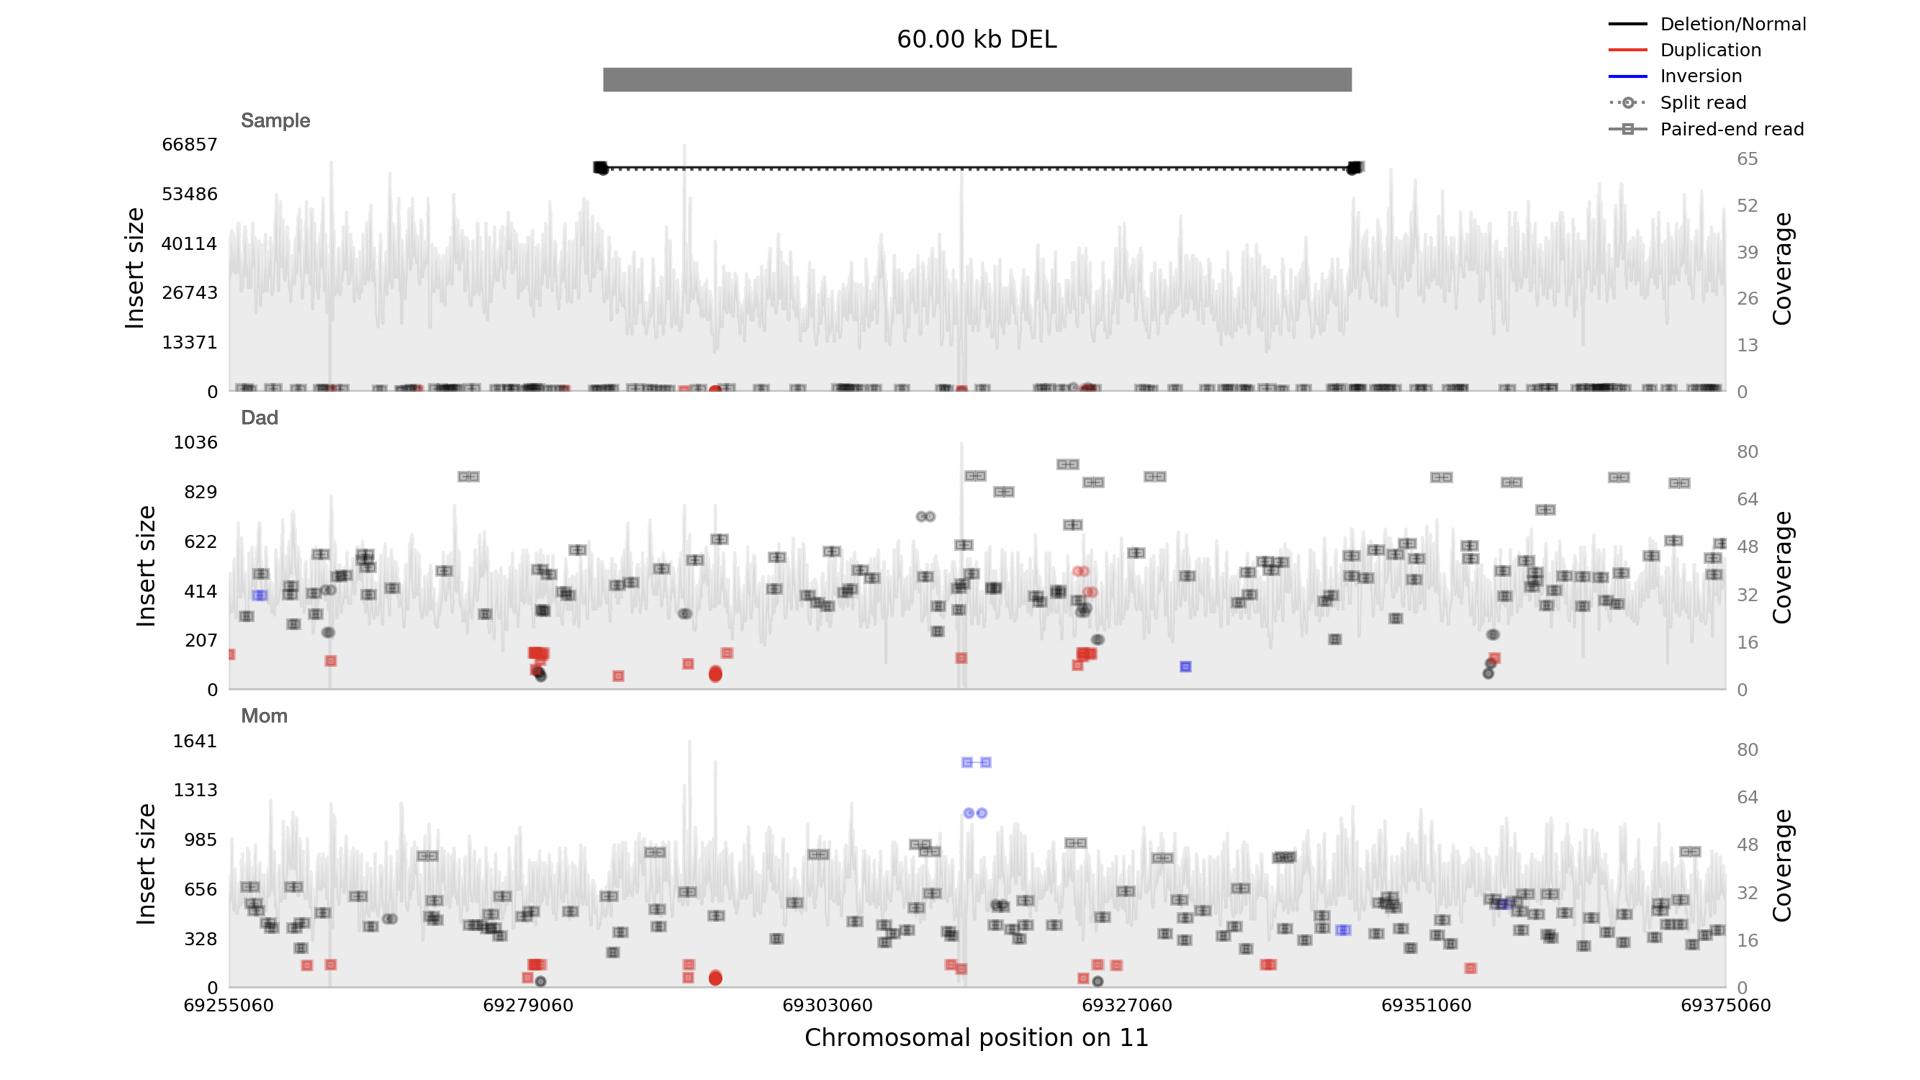 60.00 kb DEL
Deletion/Normal
Duplication
Inversion
Split read
Paired-end read
Sample
66857
53486
40114
26743
13371
0
Insert size
65
52
39
26
13
0
Coverage
Dad
1036
829
622
414
207
0
Insert size
80
64
48
32
16
0
Coverage
Mom
1641
1313
985
656
328
0
Insert size
80
64
48
32
16
0
Coverage
69255060 69279060 69303060 69327060 69351060 69375060
Chromosomal position on 11